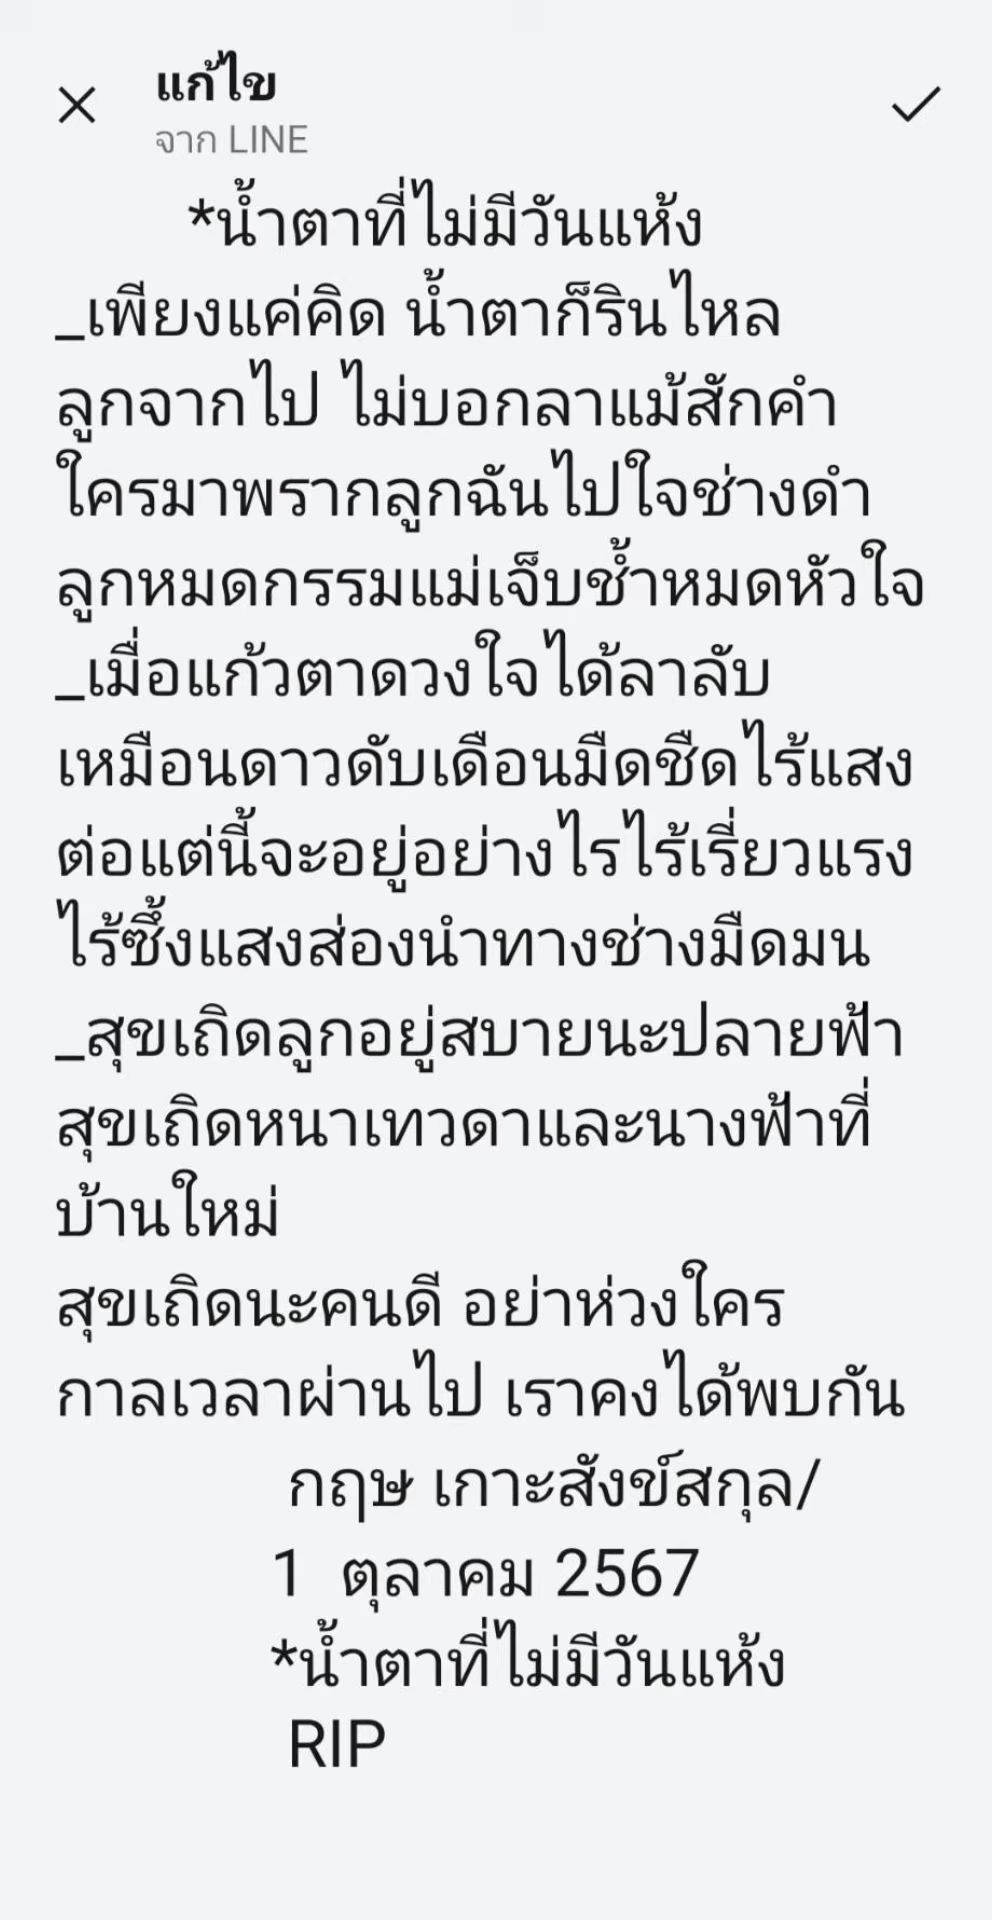 แก้ไข
จาก LINE
*น้ำตาที่ไม่มีวันแห้ง
_เพียงแค่คิด น้ำตาก็รินไหล
ลูกจากไป ไม่บอกลาแม้สักคำ
ใครมาพรากลูกฉันไปใจช่างดำ
ลูกหมดกรรมแม่เจ็บช้ำหมดหัวใจ
_เมื่อแก้วตาดวงใจได้ลาลับ
เหมือนดาวดับเดือนมืดชืดไร้แสง
ต่อแต่นี้จะอยู่อย่างไรไร้เรี่ยวแรง
ไร้ซึ้งแสงส่องนำทางช่างมืดมน
_สุขเถิดลูกอยู่สบายนะปลายฟ้า
สุขเถิดหนาเทวดาและนางฟ้าที่
บ้านใหม่
สุขเถิดนะคนดี อย่าห่วงใคร
กาลเวลาผ่านไป เราคงได้พบกัน
กฤษ เกาะสังข์สกุล/
1 ตุลาคม 2567
*น้ำตาที่ไม่มีวันแห้ง
RIP